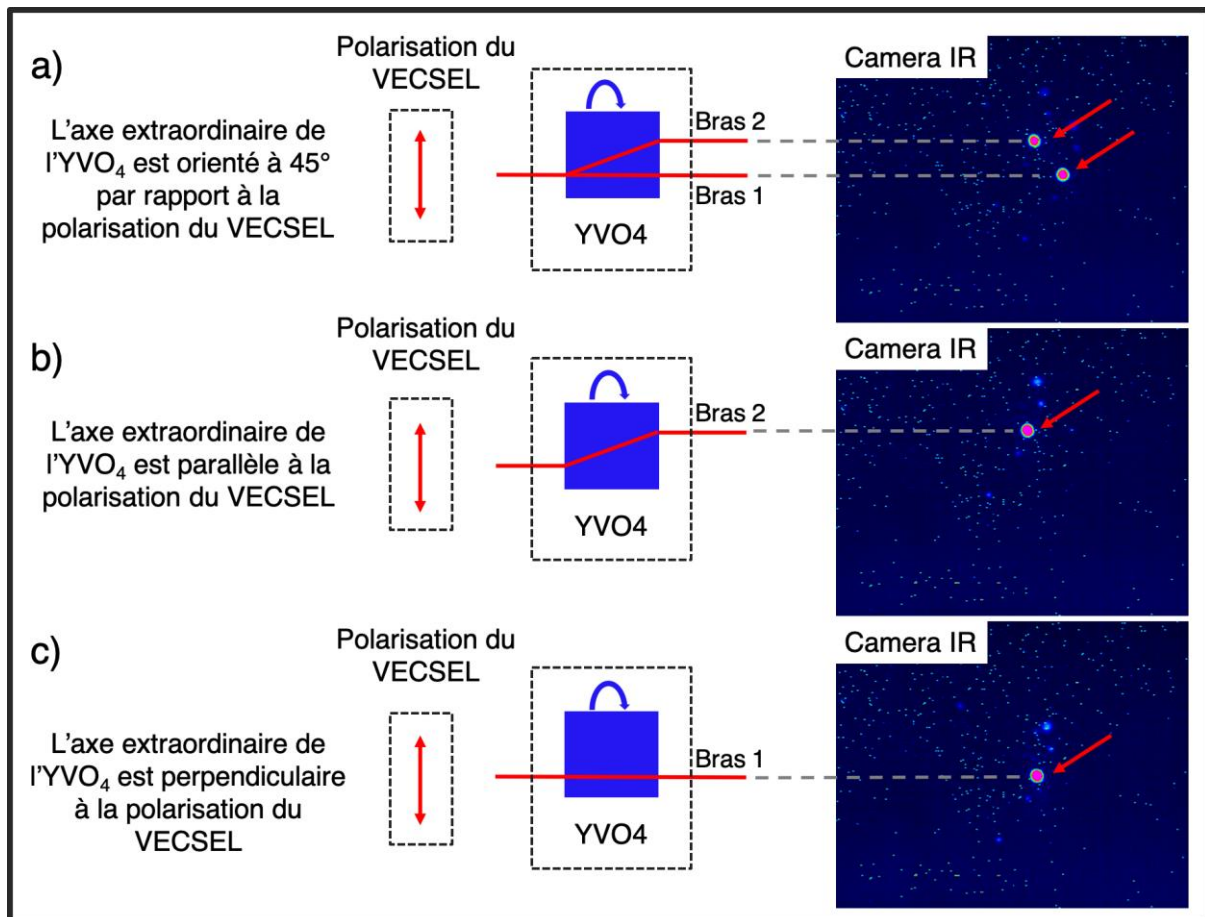 a)
L'axe extraordinaire de
l'YVO₄ est orienté à 45°
par rapport à la
polarisation du VECSEL
Polarisation du
VECSEL
YVO4
Bras 2
Bras 1
Camera IR
b)
L'axe extraordinaire de
l'YVO₄ est parallèle à la
polarisation du VECSEL
Polarisation du
VECSEL
YVO4
Bras 2
Camera IR
c)
L'axe extraordinaire de
l'YVO₄ est perpendiculaire
à la polarisation du
VECSEL
Polarisation du
VECSEL
YVO4
Bras 1
Camera IR